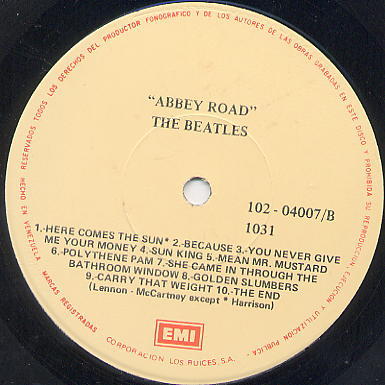 RESERVADOS TODOS LOS DERECHOS DEL PRODUCTOR FONOGRAFICO Y DE LOS AUTORES DE LAS OBRAS GRABADAS EN ESTE DISCO
PROHIBIDA SU REPRODUCCION, EJECUCION Y UTILIZACION PUBLICA -
"ABBEY ROAD"
THE BEATLES
102 - 04007/B
1031
1.-HERE COMES THE SUN* 2.-BECAUSE 3.-YOU NEVER GIVE
ME YOUR MONEY 4.-SUN KING 5.-MEAN MR. MUSTARD
6.-POLYTHENE PAM 7.-SHE CAME IN THROUGH THE
BATHROOM WINDOW 8.-GOLDEN SLUMBERS
9.-CARRY THAT WEIGHT 10.-THE END
(Lennon - McCartney except * Harrison)
EMI
CORPORACION LOS RUICES, S.A.
HECHO EN VENEZUELA
MARCAS REGISTRADAS